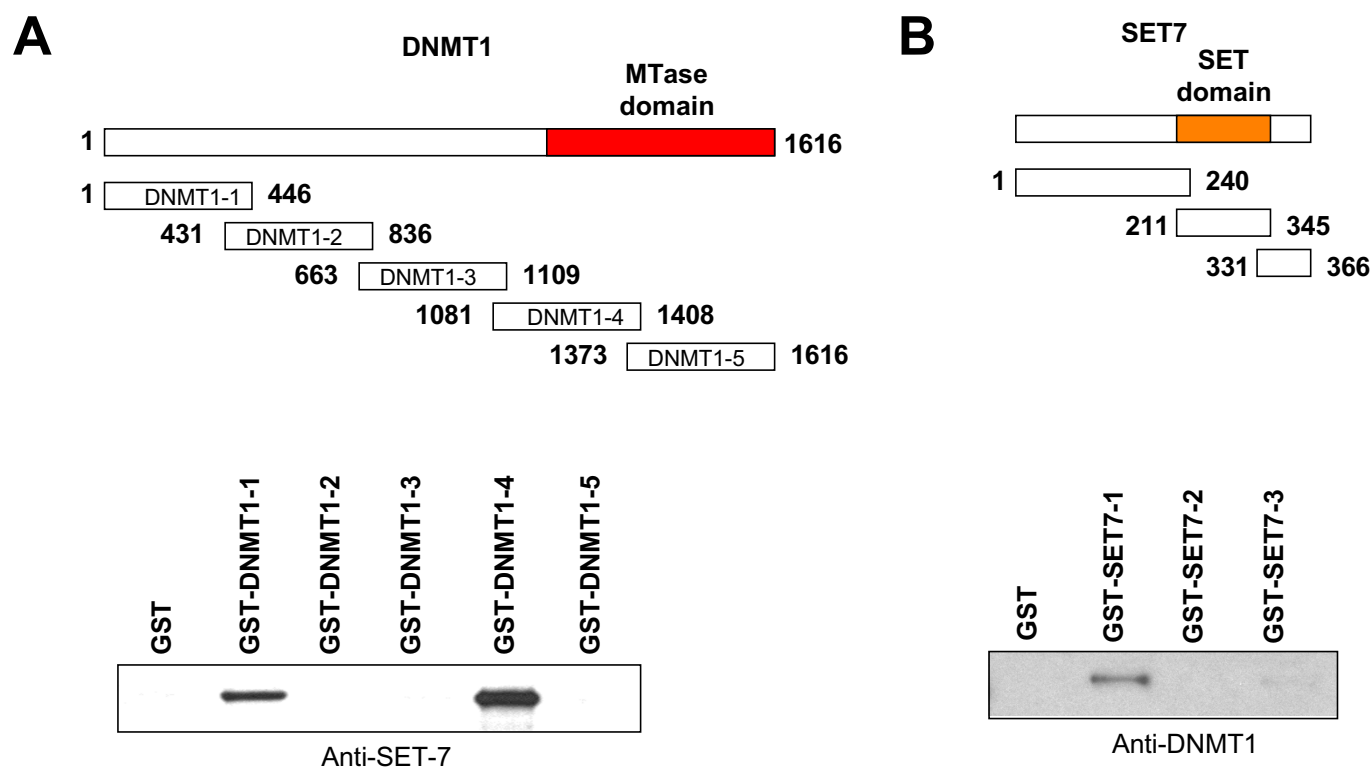 A
DNMT1
MTase
domain
1
1616
1 DNMT1-1 446
431 DNMT1-2 836
663 DNMT1-3 1109
1081 DNMT1-4 1408
1373 DNMT1-5 1616
GST
GST-DNMT1-1
GST-DNMT1-2
GST-DNMT1-3
GST-DNMT1-4
GST-DNMT1-5
Anti-SET-7
B
SET7
SET
domain
1 240
211 345
331 366
GST
GST-SET7-1
GST-SET7-2
GST-SET7-3
Anti-DNMT1